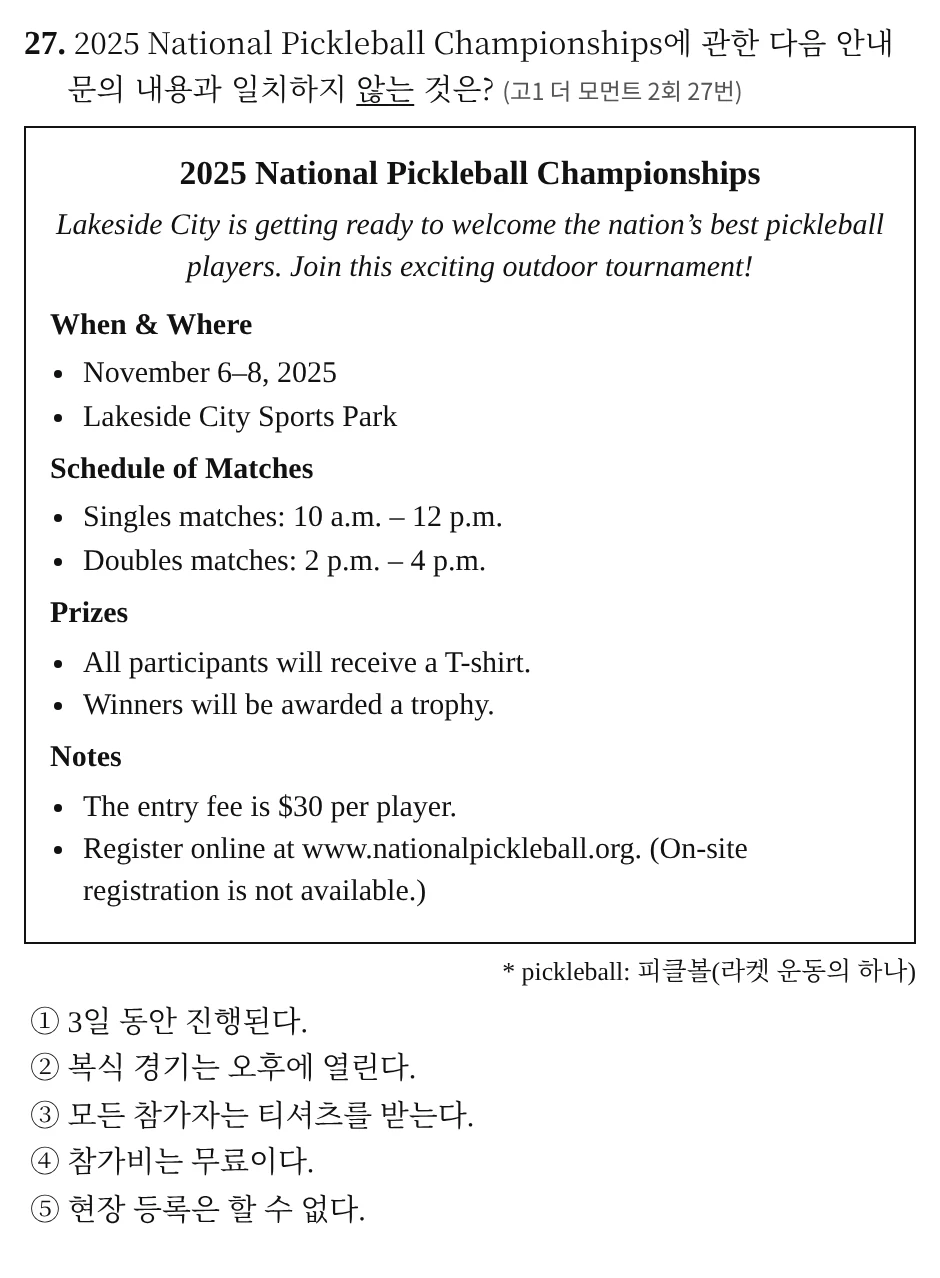 27. 2025 National Pickleball Championships에 관한 다음 안내
문의 내용과 일치하지 않는 것은? (고1 더 모먼트 2회 27번)
2025 National Pickleball Championships
Lakeside City is getting ready to welcome the nation’s best pickleball
players. Join this exciting outdoor tournament!
When & Where
• November 6–8, 2025
• Lakeside City Sports Park
Schedule of Matches
• Singles matches: 10 a.m. – 12 p.m.
• Doubles matches: 2 p.m. – 4 p.m.
Prizes
• All participants will receive a T-shirt.
• Winners will be awarded a trophy.
Notes
• The entry fee is $30 per player.
• Register online at www.nationalpickleball.org. (On-site
registration is not available.)
* pickleball: 피클볼(라켓 운동의 하나)
① 3일 동안 진행된다.
② 복식 경기는 오후에 열린다.
③ 모든 참가자는 티셔츠를 받는다.
④ 참가비는 무료이다.
⑤ 현장 등록은 할 수 없다.